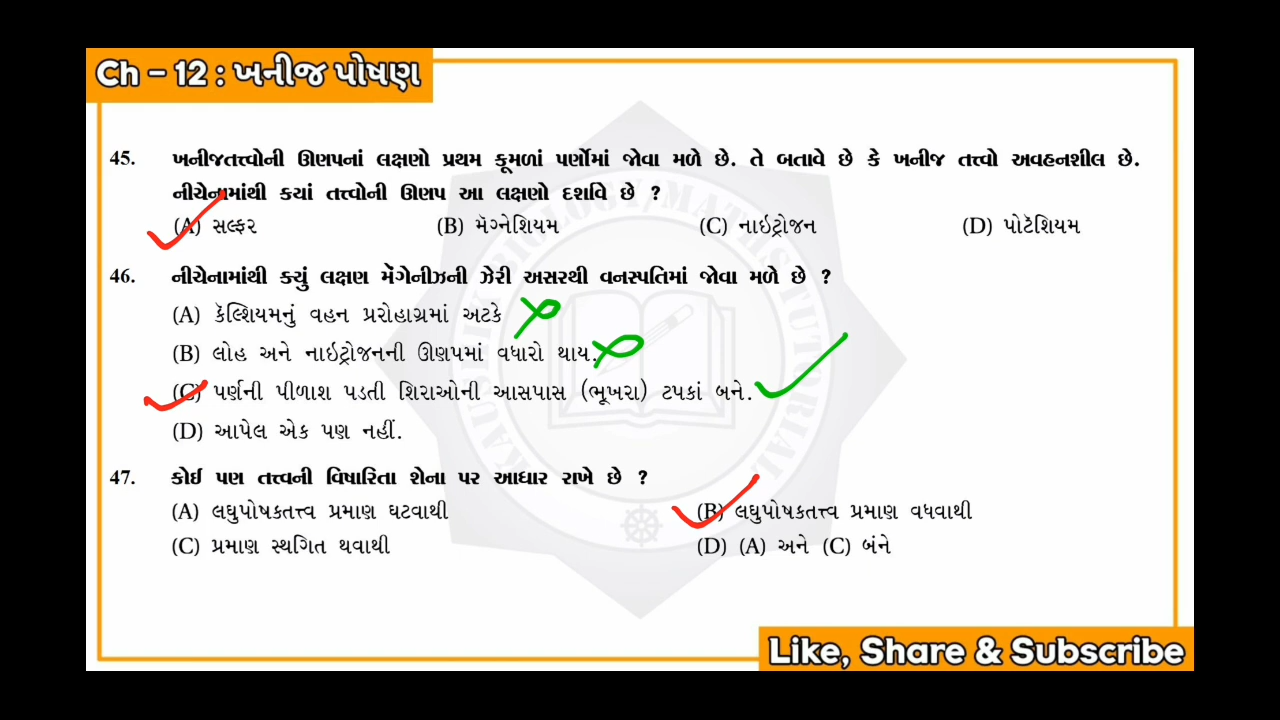 Ch – 12 : ખનીજ પોષણ
45. ખનીજતત્ત્વોની ઊણપનાં લક્ષણો પ્રથમ કૂમળાં પર્ણોમાં જોવા મળે છે. તે બતાવે છે કે ખનીજ તત્ત્વો અવહનશીલ છે.
નીચેનામાંથી કયાં તત્ત્વોની ઊણપ આ લક્ષણો દર્શાવે છે ?
(A) સલ્ફર (B) મૅગ્નેશિયમ (C) નાઇટ્રોજન (D) પોટૅશિયમ
46. નીચેનામાંથી ક્યું લક્ષણ મેંગેનીઝની ઝેરી અસરથી વનસ્પતિમાં જોવા મળે છે ?
(A) કૅલ્શિયમનું વહન પ્રરોહાગ્રમાં અટકે
(B) લોહ અને નાઇટ્રોજનની ઊણપમાં વધારો થાય.
(C) પર્ણની પીળાશ પડતી શિરાઓની આસપાસ (ભૂખરા) ટપકાં બને.
(D) આપેલ એક પણ નહીં.
47. કોઈ પણ તત્ત્વની વિષારિતા શેના પર આધાર રાખે છે ?
(A) લઘુપોષકતત્ત્વ પ્રમાણ ઘટવાથી (B) લઘુપોષકતત્ત્વ પ્રમાણ વધવાથી
(C) પ્રમાણ સ્થગિત થવાથી (D) (A) અને (C) બંને
Like, Share & Subscribe